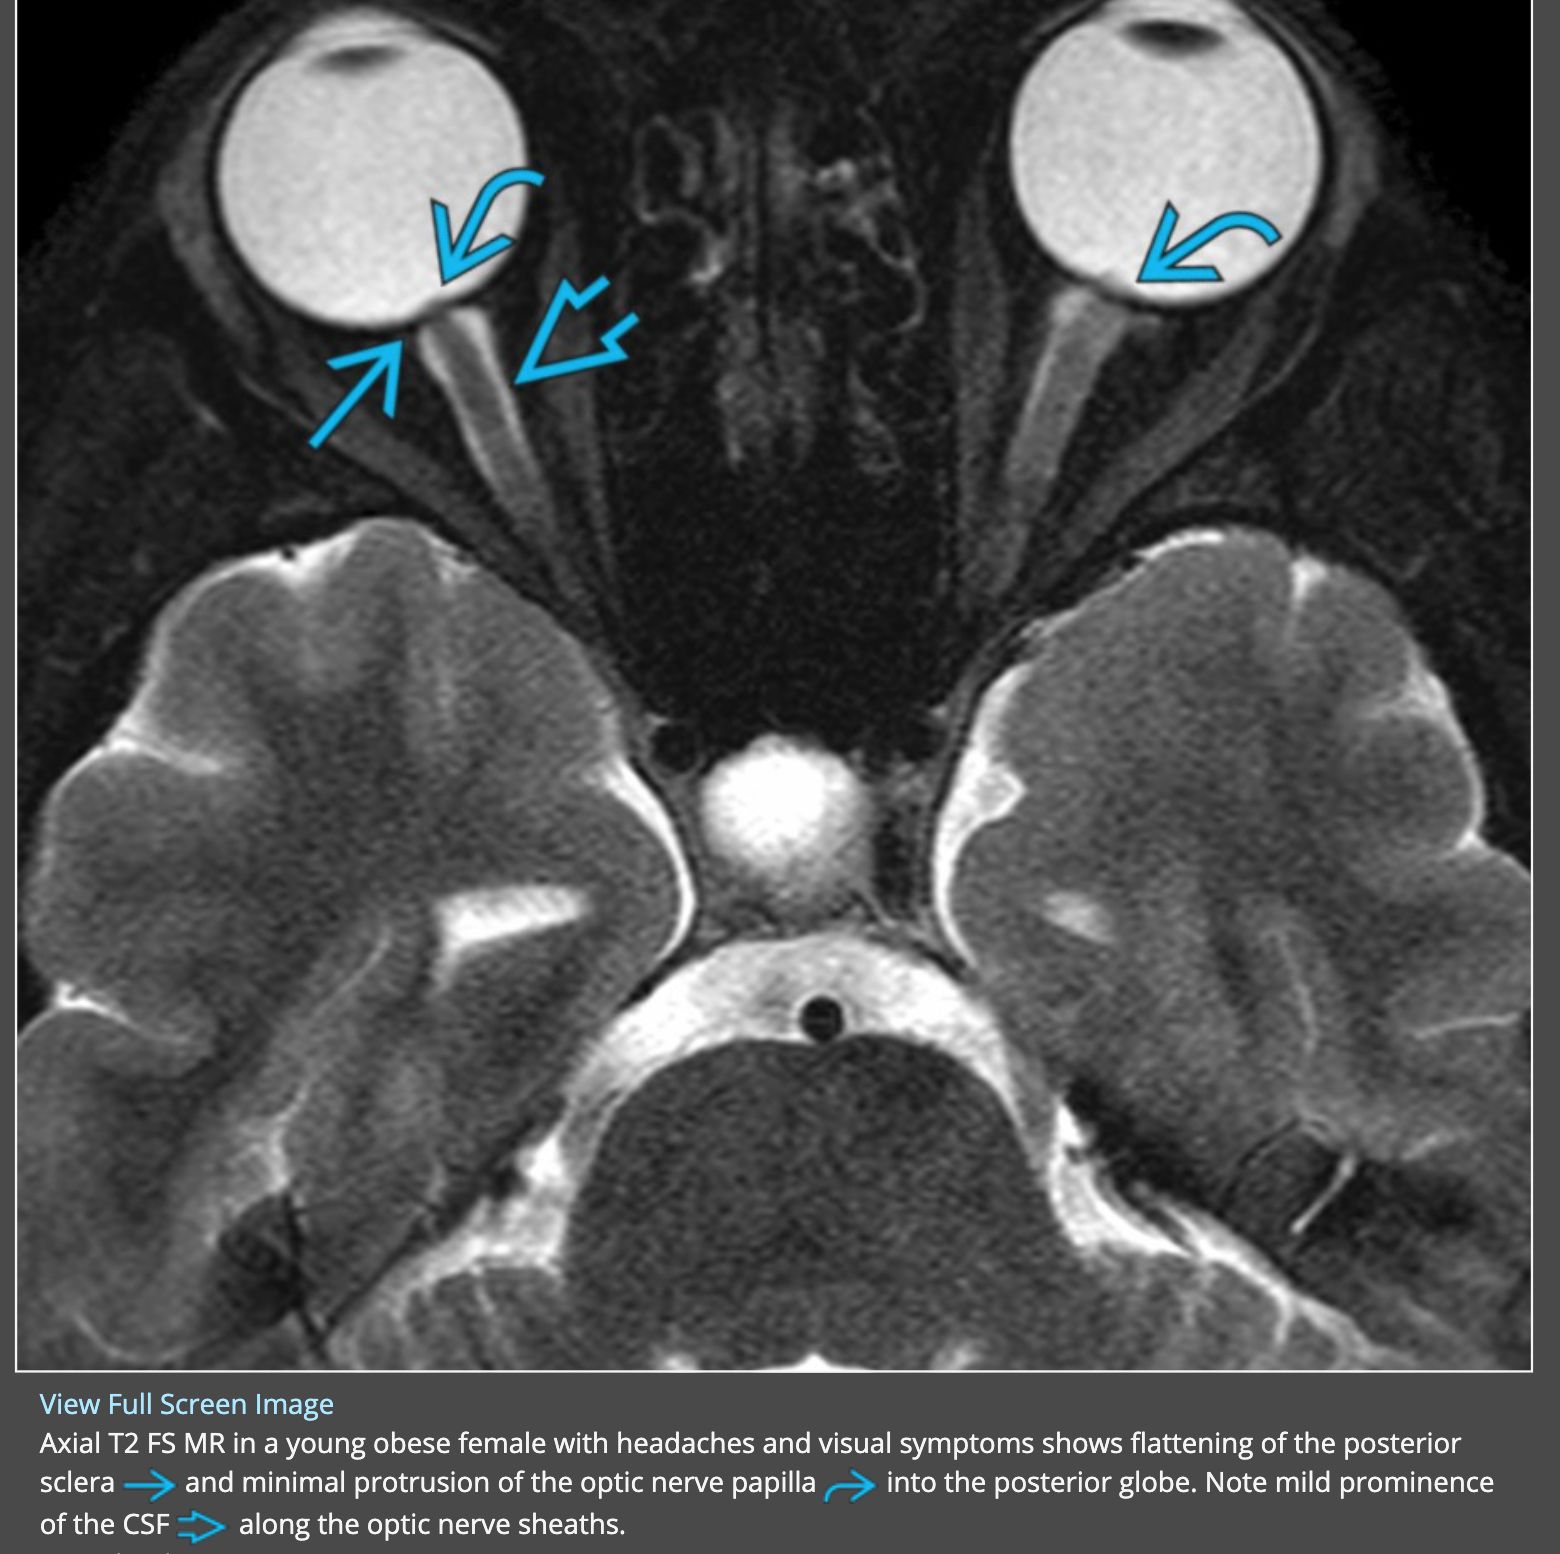 View Full Screen Image
Axial T2 FS MR in a young obese female with headaches and visual symptoms shows flattening of the posterior
sclera and minimal protrusion of the optic nerve papilla into the posterior globe. Note mild prominence
of the CSF along the optic nerve sheaths.